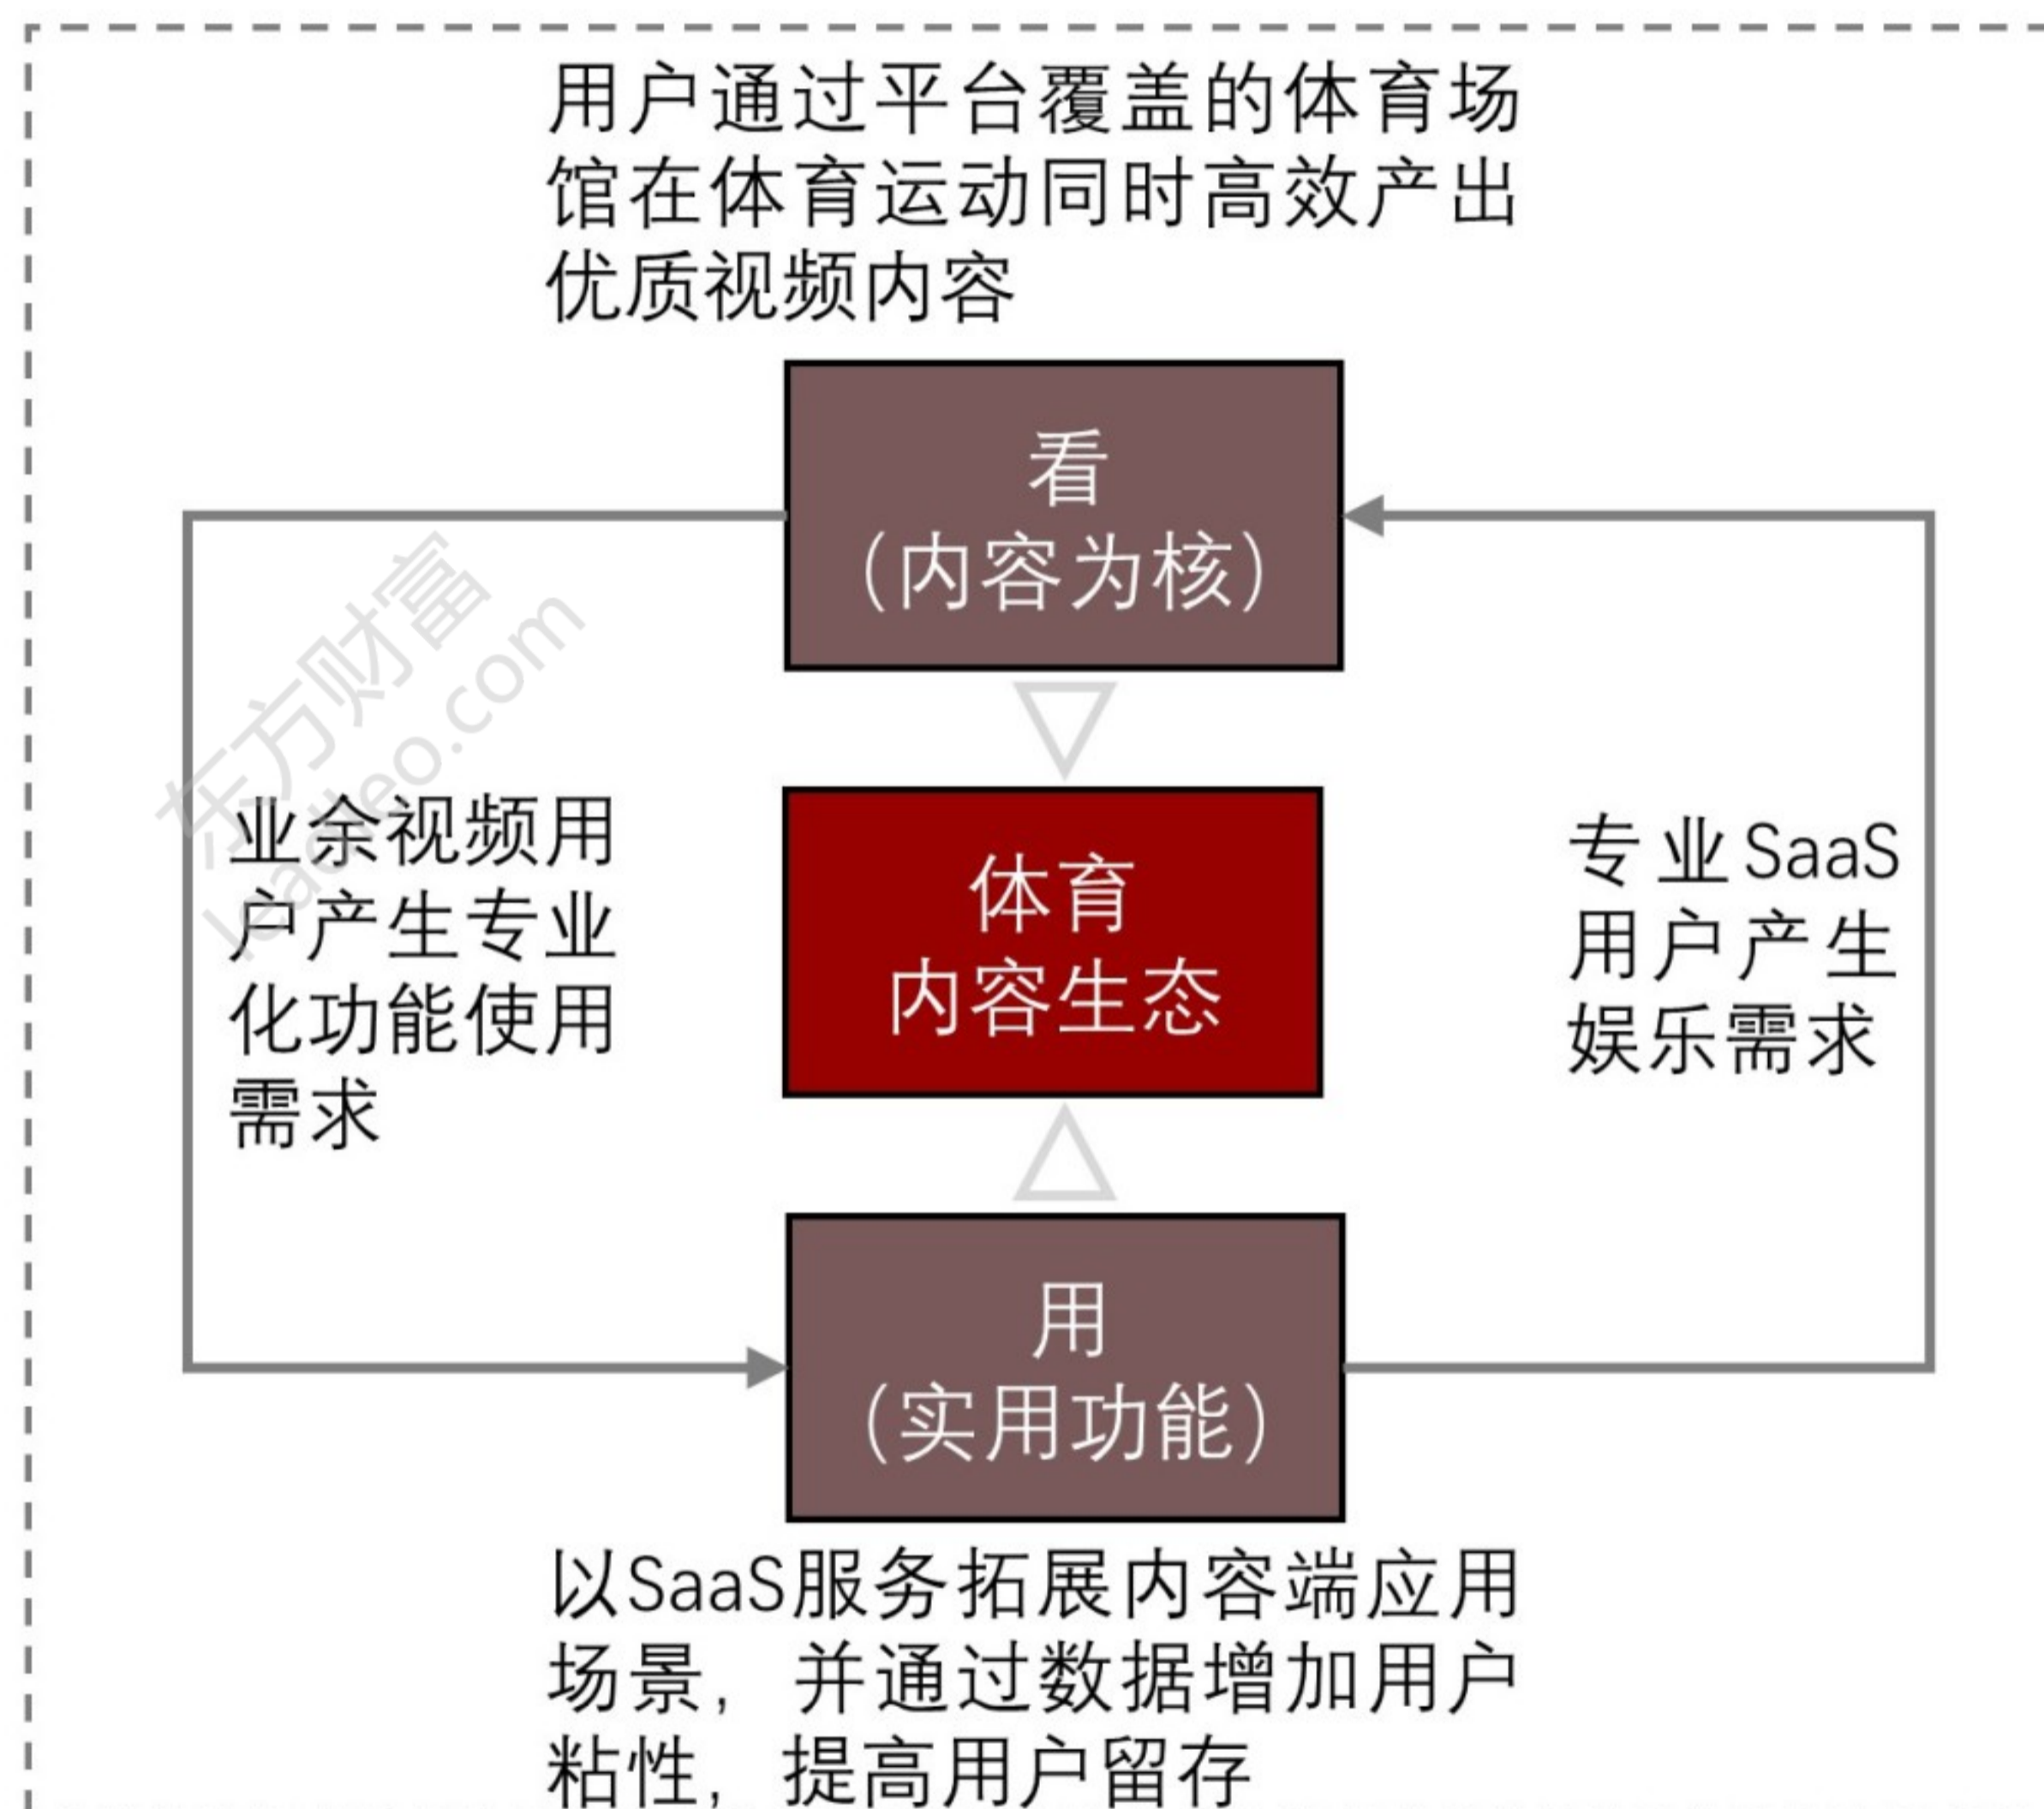 用户通过平台覆盖的体育场
馆在体育运动同时高效产出
优质视频内容
看
（内容为核）
东方财富
leadleo.com
业余视频用
户产生专业
化功能使用
需求
体育
内容生态
专业SaaS
用户产生
娱乐需求
用
（实用功能）
以SaaS服务拓展内容端应用
场景，并通过数据增加用户
粘性，提高用户留存